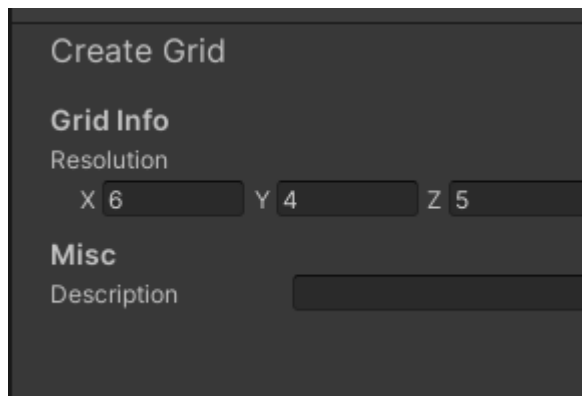 Create Grid
Grid Info
Resolution
X 6 Y 4 Z 5
Misc
Description